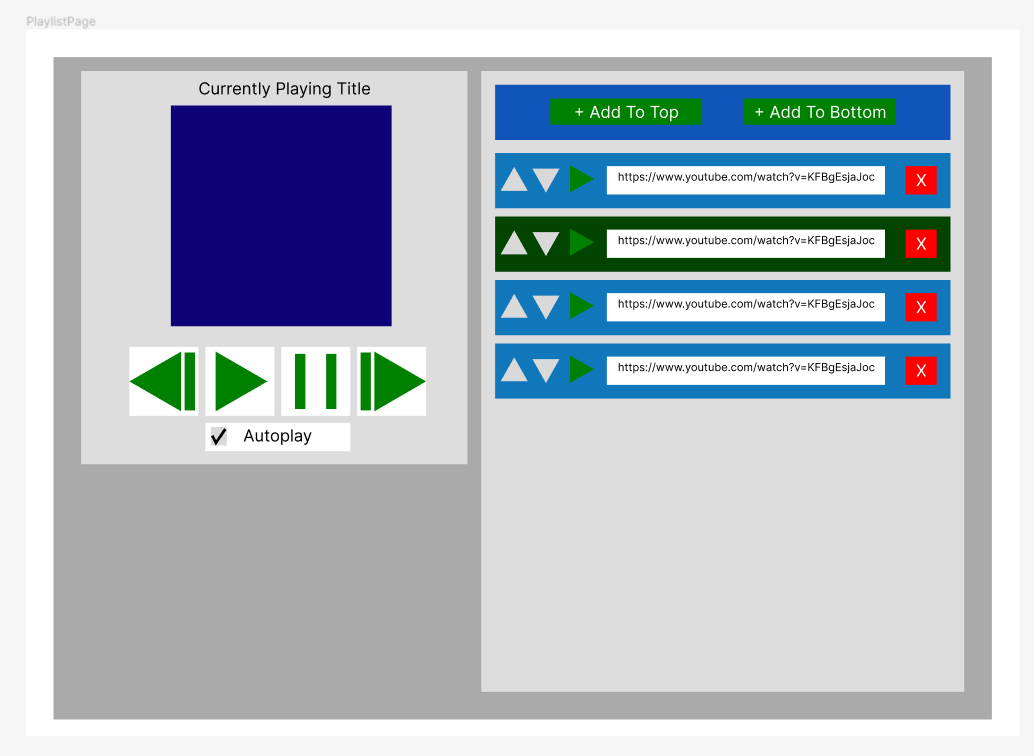 PlaylistPage
Currently Playing Title
Autoplay
+ Add To Top
+ Add To Bottom
https://www.youtube.com/watch?v=KFBgEsjaJoc
X
https://www.youtube.com/watch?v=KFBgEsjaJoc
X
https://www.youtube.com/watch?v=KFBgEsjaJoc
X
https://www.youtube.com/watch?v=KFBgEsjaJoc
X